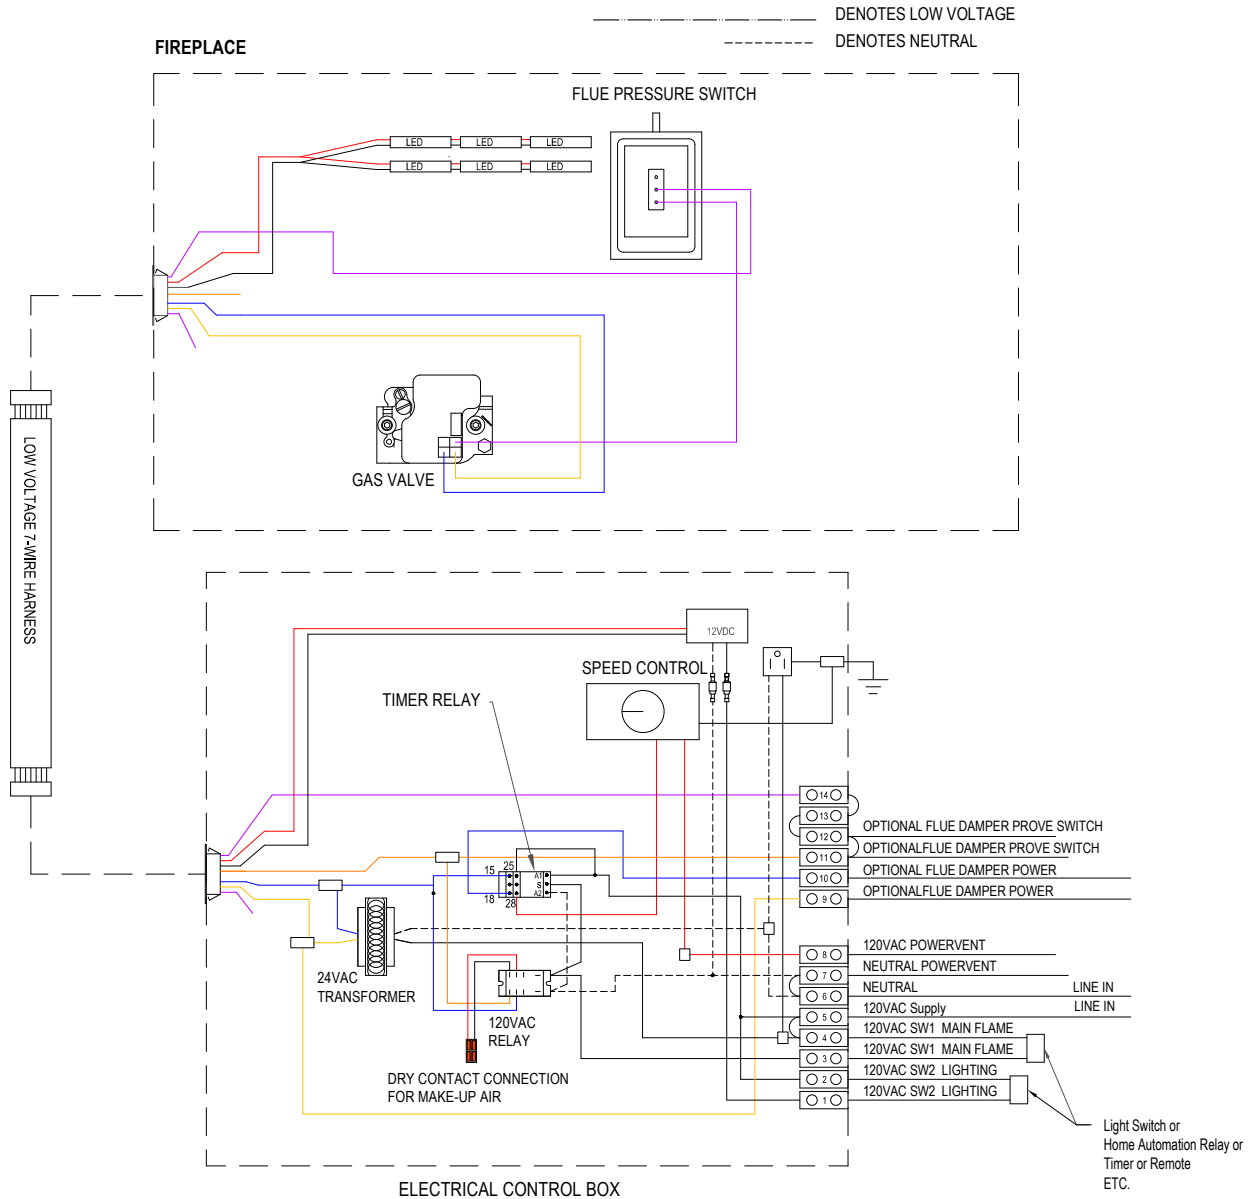 DENOTES LOW VOLTAGE
DENOTES NEUTRAL
FIREPLACE
FLUE PRESSURE SWITCH
LED LED LED
LED LED LED
GAS VALVE
LOW VOLTAGE 7-WIRE HARNESS
12VDC
SPEED CONTROL
TIMER RELAY
14
13
12 OPTIONAL FLUE DAMPER PROVE SWITCH
11 OPTIONALFLUE DAMPER PROVE SWITCH
10 OPTIONAL FLUE DAMPER POWER
9 OPTIONALFLUE DAMPER POWER
15 25 A1
S
18 28 A2
8 120VAC POWERVENT
7 NEUTRAL POWERVENT
6 NEUTRAL LINE IN
5 120VAC Supply LINE IN
4 120VAC SW1 MAIN FLAME
3 120VAC SW1 MAIN FLAME
2 120VAC SW2 LIGHTING
1 120VAC SW2 LIGHTING
24VAC
TRANSFORMER
120VAC
RELAY
DRY CONTACT CONNECTION
FOR MAKE-UP AIR
Light Switch or
Home Automation Relay or
Timer or Remote
ETC.
ELECTRICAL CONTROL BOX